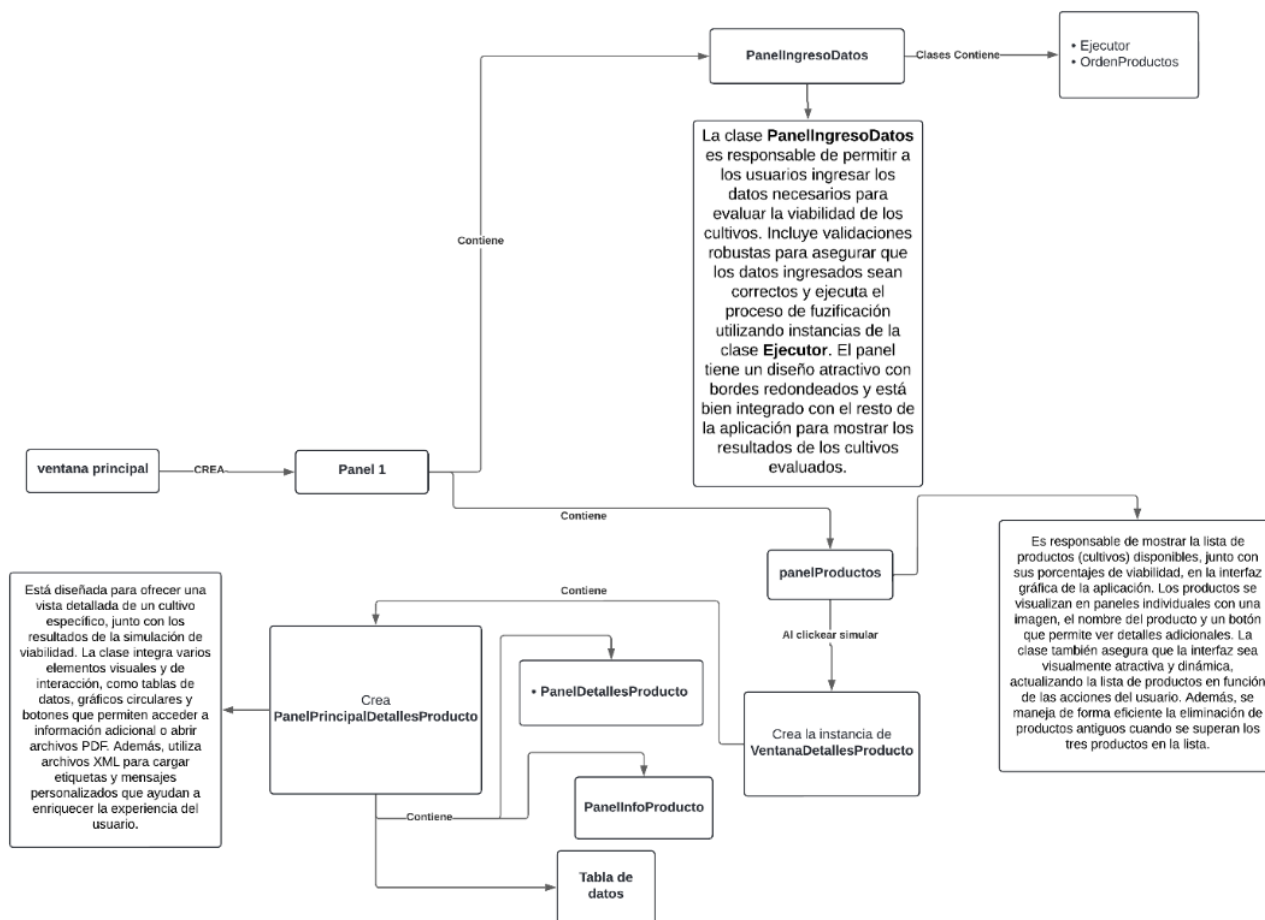 PanelIngresoDatos
Clases Contiene
• Ejecutor
• OrdenProductos
La clase PanelIngresoDatos
es responsable de permitir a
los usuarios ingresar los
datos necesarios para
evaluar la viabilidad de los
cultivos. Incluye validaciones
robustas para asegurar que
los datos ingresados sean
correctos y ejecuta el
proceso de fuzificación
utilizando instancias de la
clase Ejecutor. El panel
tiene un diseño atractivo con
bordes redondeados y está
bien integrado con el resto de
la aplicación para mostrar los
resultados de los cultivos
evaluados.
Contiene
ventana principal
CREA
Panel 1
Contiene
panelProductos
Es responsable de mostrar la lista de
productos (cultivos) disponibles, junto con
sus porcentajes de viabilidad, en la interfaz
gráfica de la aplicación. Los productos se
visualizan en paneles individuales con una
imagen, el nombre del producto y un botón
que permite ver detalles adicionales. La
clase también asegura que la interfaz sea
visualmente atractiva y dinámica,
actualizando la lista de productos en función
de las acciones del usuario. Además, se
maneja de forma eficiente la eliminación de
productos antiguos cuando se superan los
tres productos en la lista.
Al clickear simular
Crea la instancia de
VentanaDetallesProducto
Contiene
Crea
PanelPrincipalDetallesProducto
Está diseñada para ofrecer una
vista detallada de un cultivo
específico, junto con los
resultados de la simulación de
viabilidad. La clase integra varios
elementos visuales y de
interacción, como tablas de
datos, gráficos circulares y
botones que permiten acceder a
información adicional o abrir
archivos PDF. Además, utiliza
archivos XML para cargar
etiquetas y mensajes
personalizados que ayudan a
enriquecer la experiencia del
usuario.
• PanelDetallesProducto
PanelInfoProducto
Contiene
Tabla de
datos